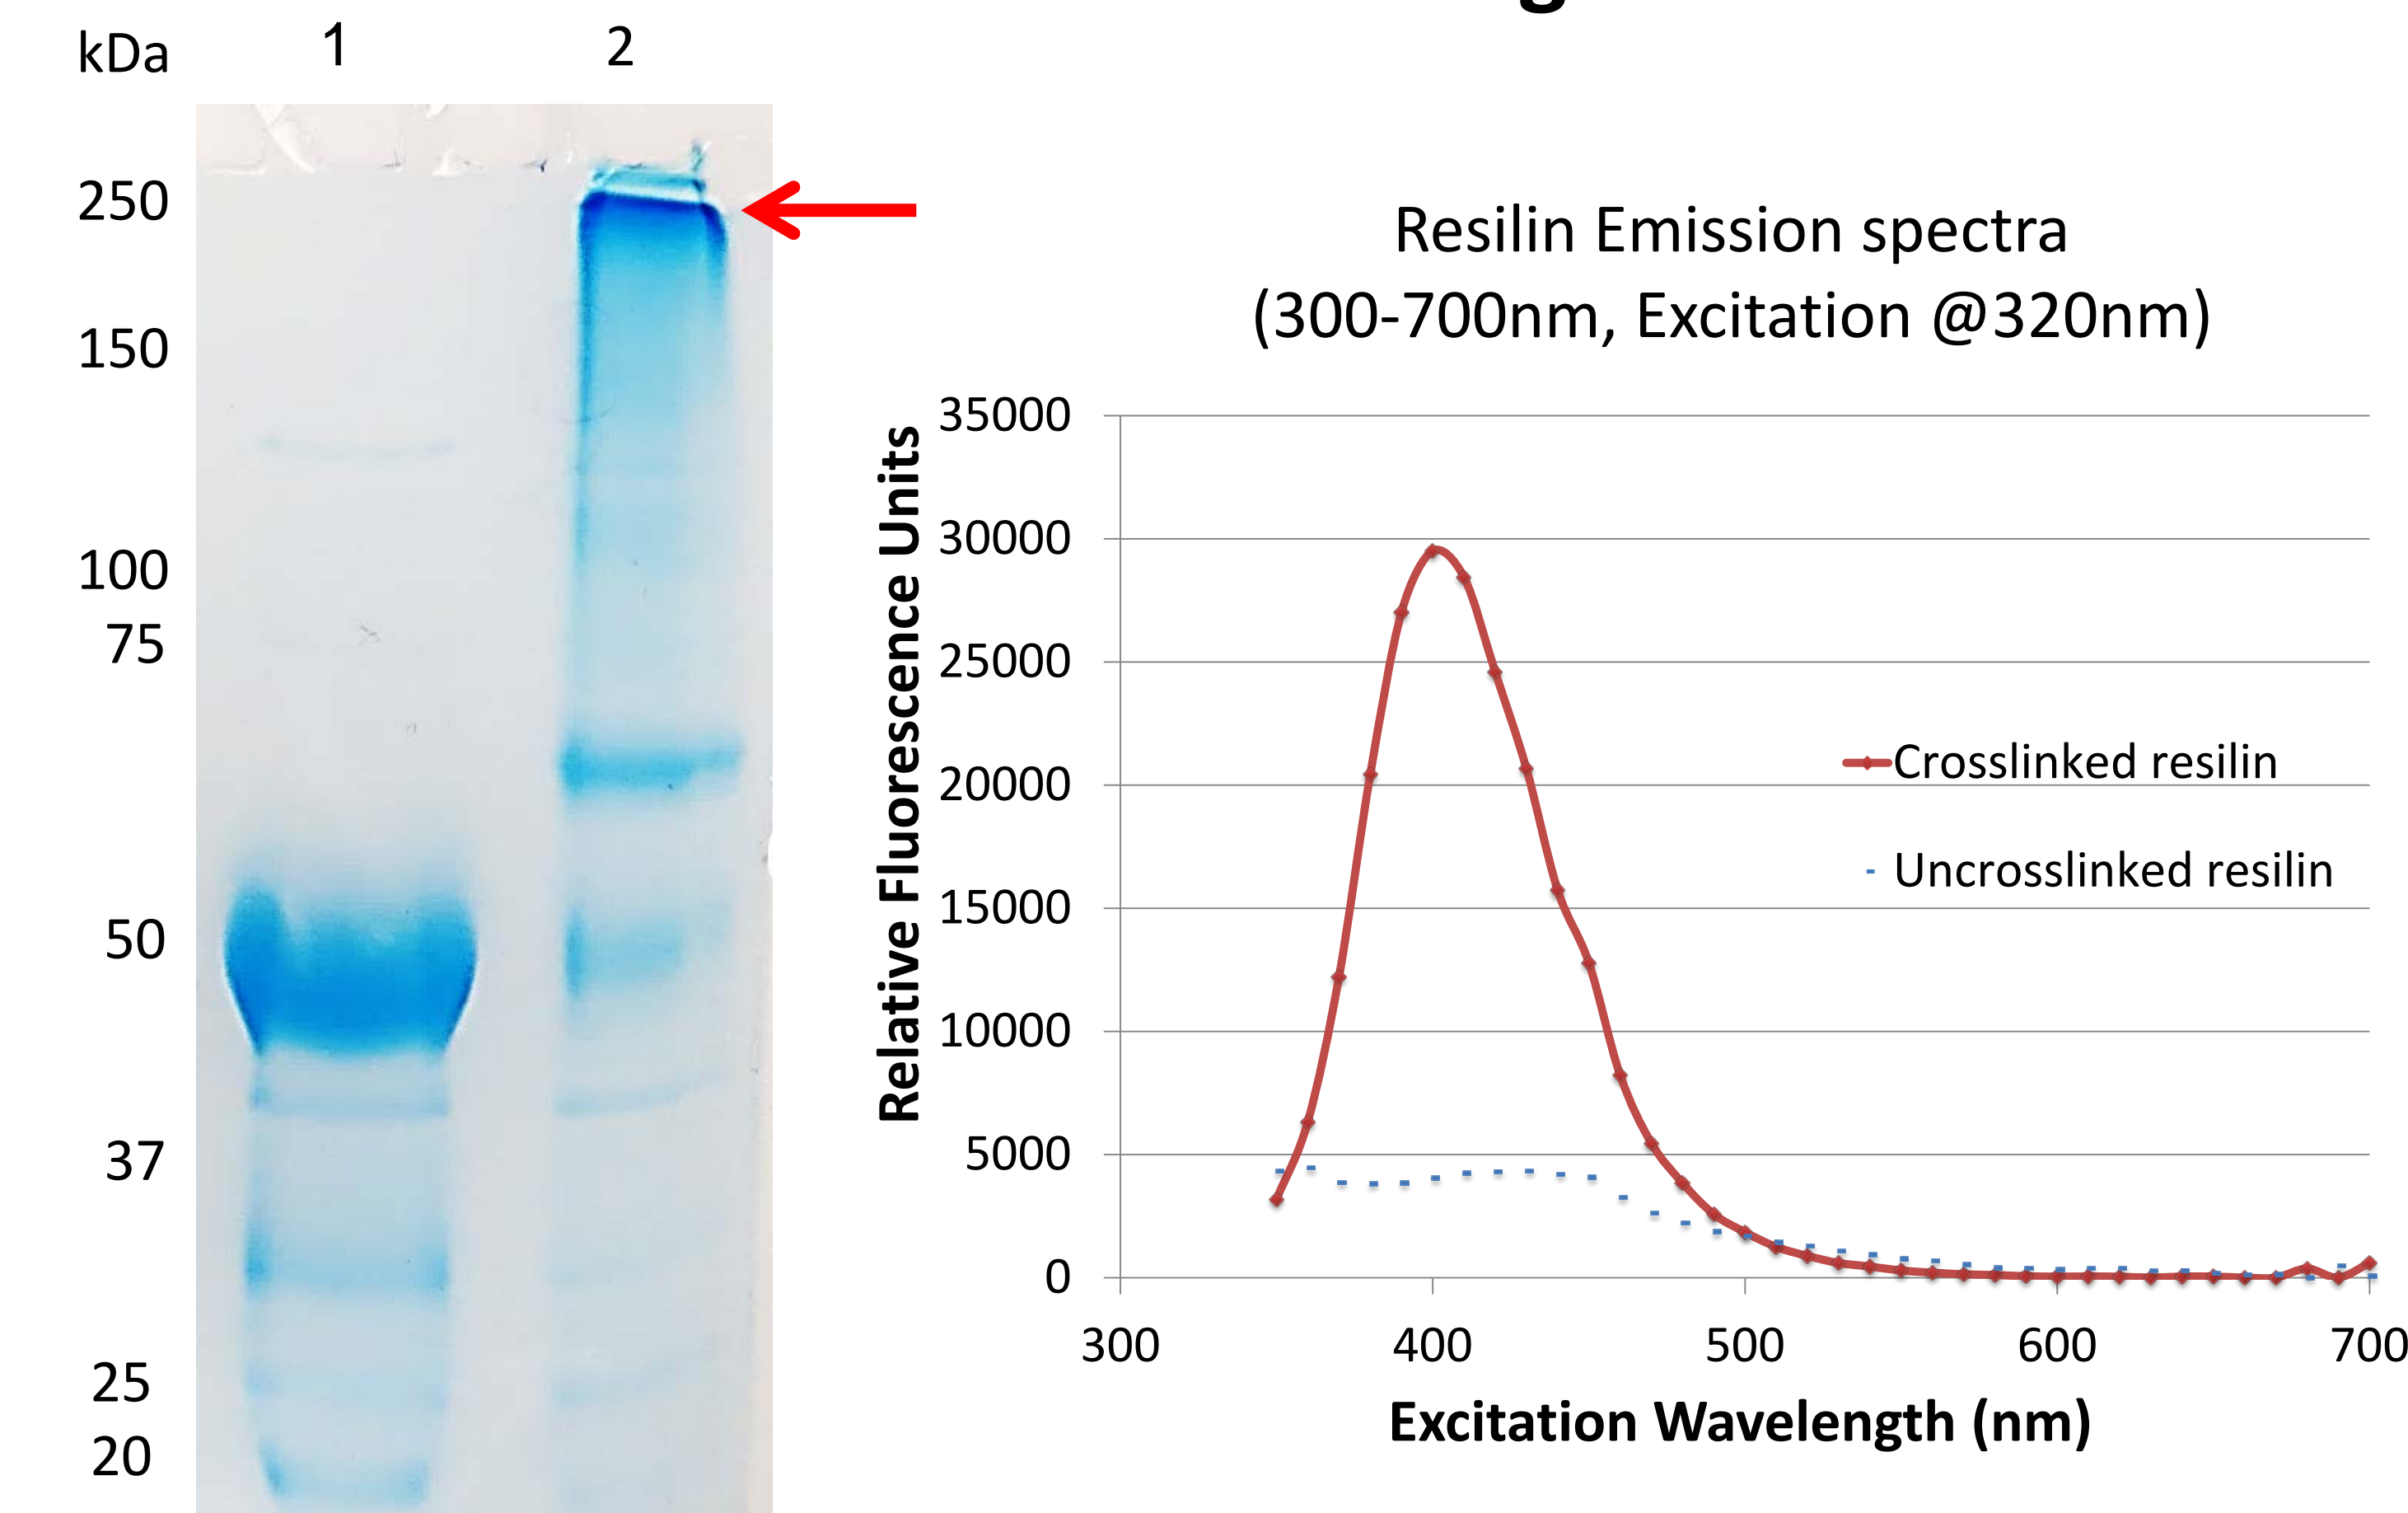 g
kDa 1 2
250
150
100
75
50
37
25
20
Resilin Emission spectra
(300-700nm, Excitation @320nm)
Relative Fluorescence Units
35000
30000
25000
20000
15000
10000
5000
0
Crosslinked resilin
Uncrosslinked resilin
300 400 500 600 700
Excitation Wavelength (nm)